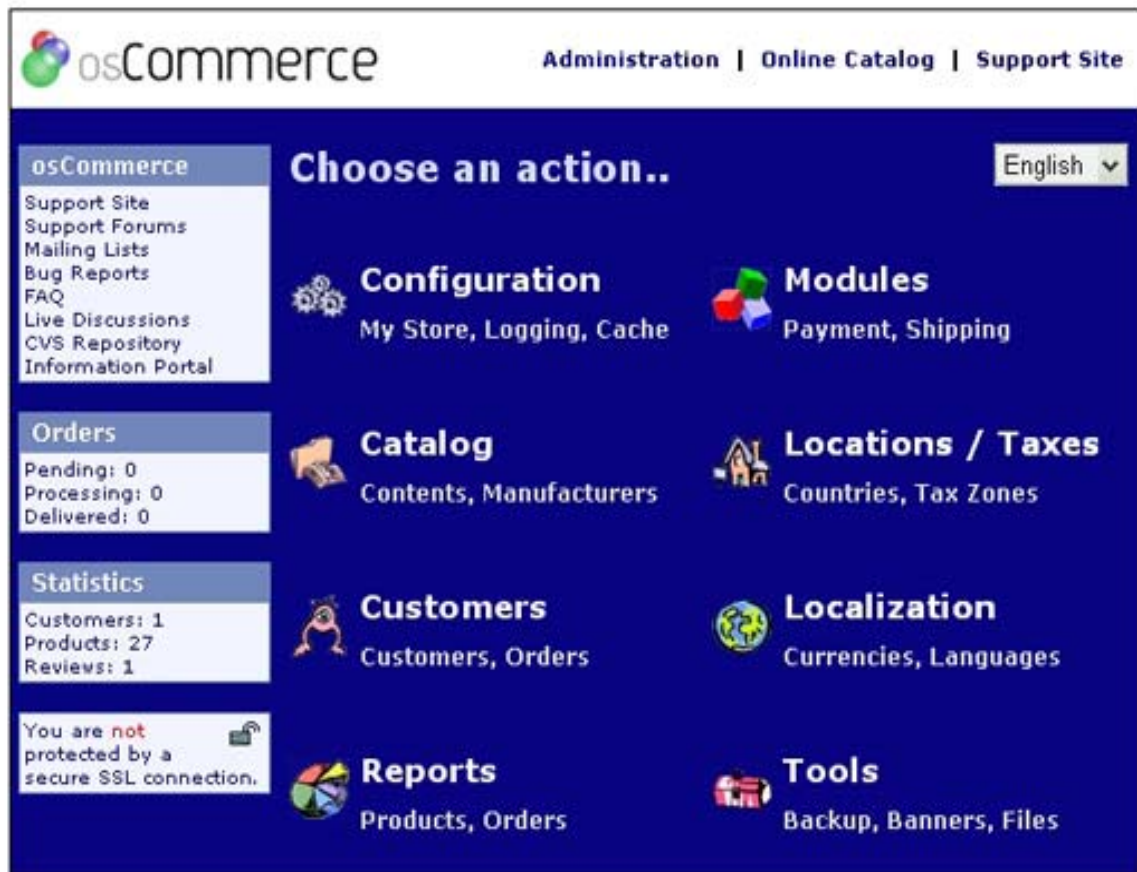 osCommerce
Administration | Online Catalog | Support Site
osCommerce
Support Site
Support Forums
Mailing Lists
Bug Reports
FAQ
Live Discussions
CVS Repository
Information Portal
Orders
Pending: 0
Processing: 0
Delivered: 0
Statistics
Customers: 1
Products: 27
Reviews: 1
You are not
protected by a
secure SSL connection.
Choose an action..
English
Configuration
My Store, Logging, Cache
Modules
Payment, Shipping
Catalog
Contents, Manufacturers
Locations / Taxes
Countries, Tax Zones
Customers
Customers, Orders
Localization
Currencies, Languages
Reports
Products, Orders
Tools
Backup, Banners, Files